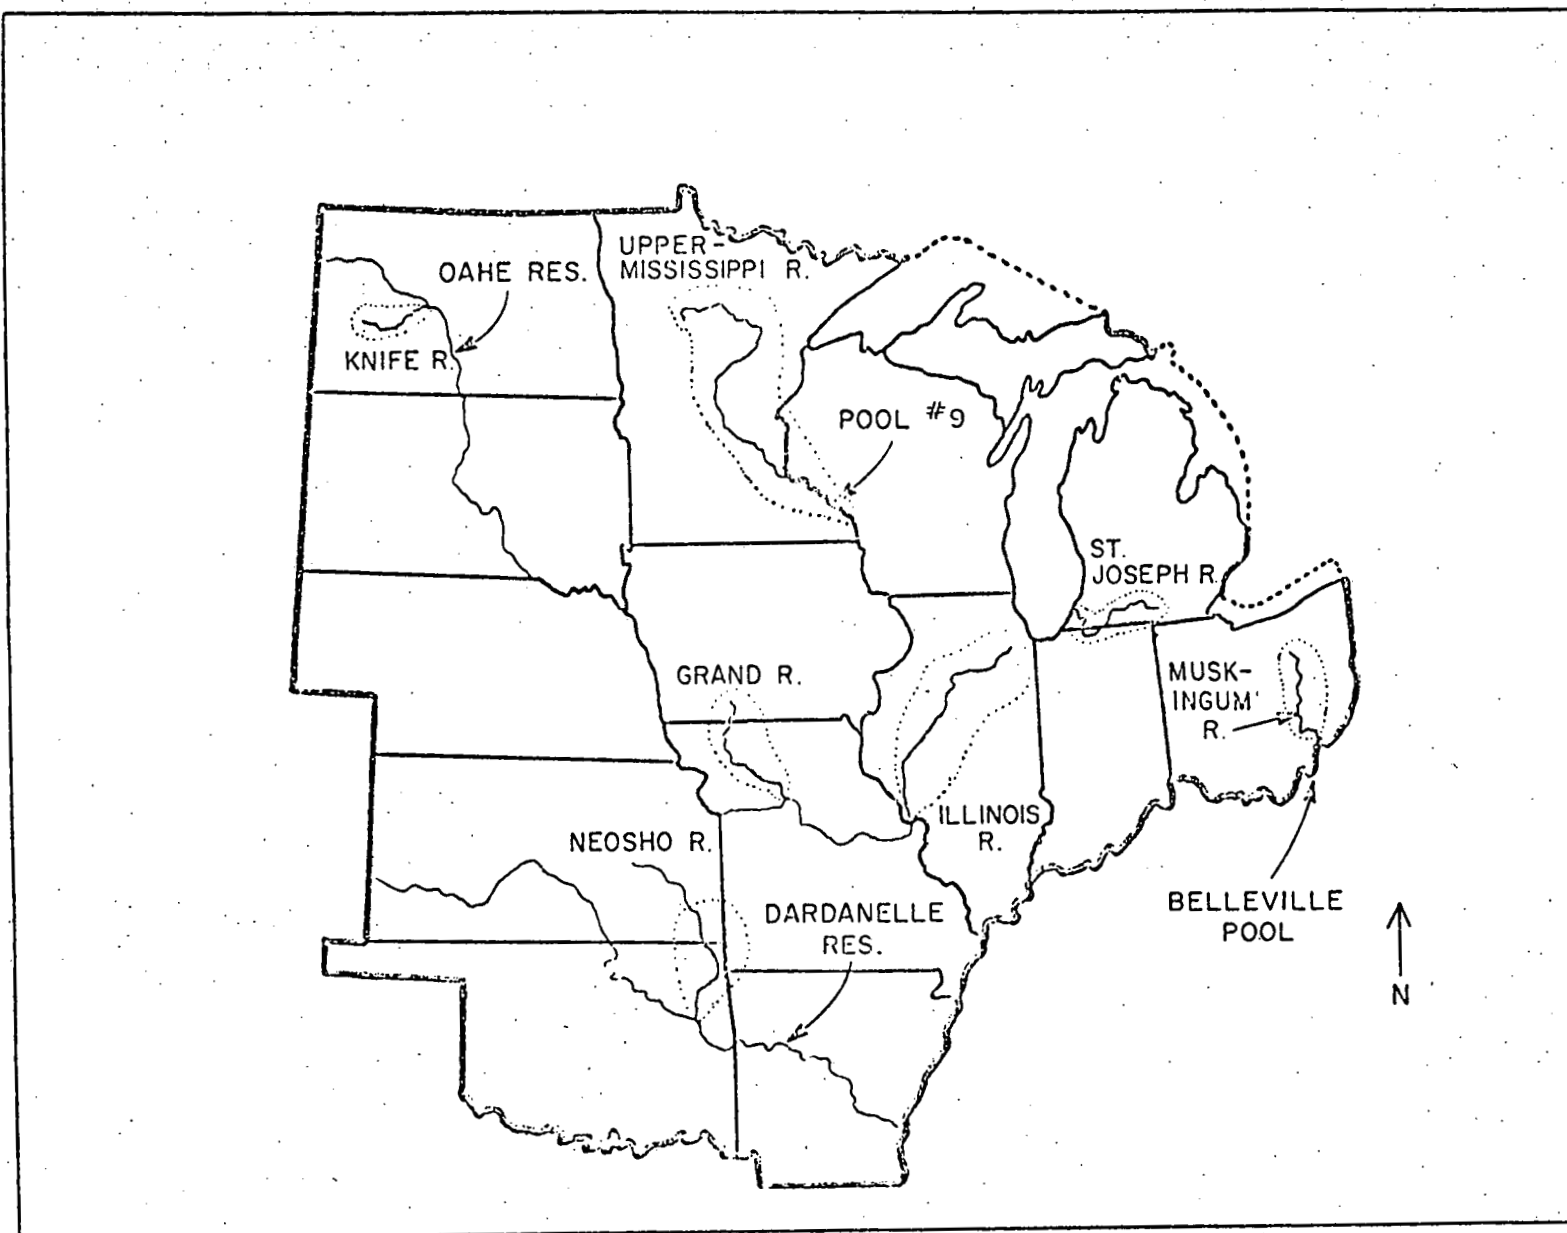 UPPER-
MISSISSIPPI R.
OAHE RES.
KNIFE R.
POOL #9
ST.
JOSEPH R.
GRAND R.
MUSK-
INGUM
R.
ILLINOIS
R.
NEOSHO R.
DARDANELLE
RES.
BELLEVILLE
POOL
N